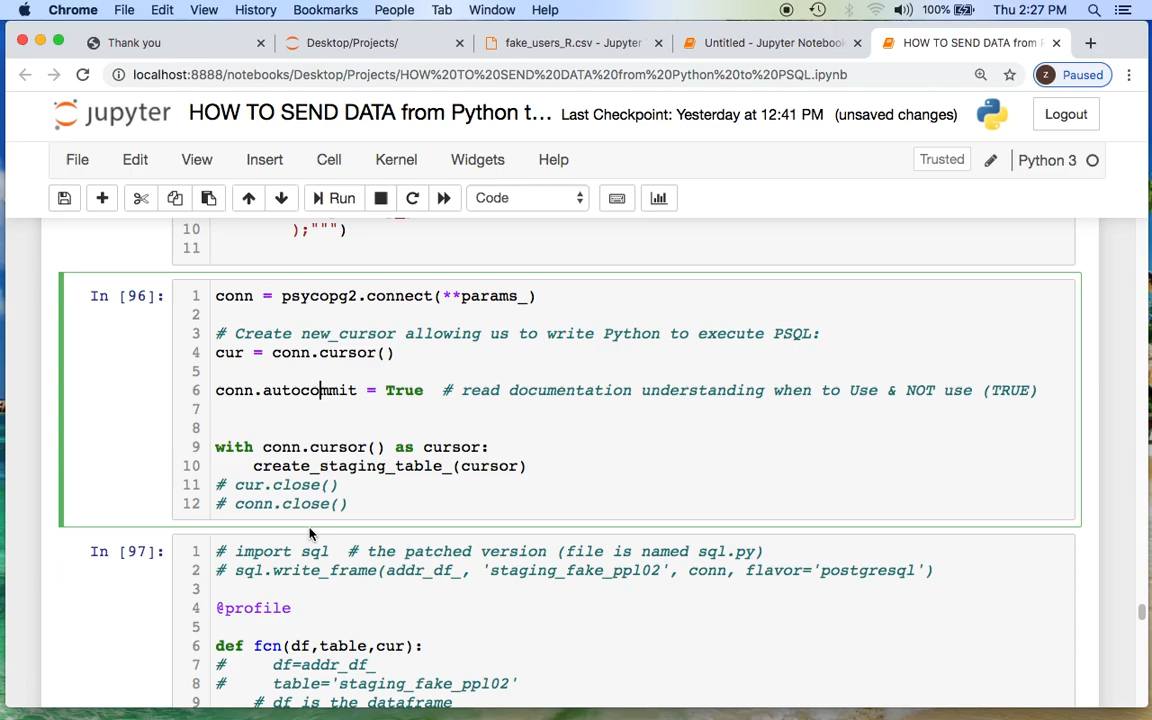 Chrome File Edit View History Bookmarks People Tab Window Help 100% Thu 2:27 PM
Thank you × Desktop/Projects/ × fake_users_R.csv - Jupyter × Untitled - Jupyter Notebook × HOW TO SEND DATA from P ×
localhost:8888/notebooks/Desktop/Projects/HOW%20TO%20SEND%20DATA%20from%20Python%20to%20PSQL.ipynb Z Paused
jupyter HOW TO SEND DATA from Python t... Last Checkpoint: Yesterday at 12:41 PM (unsaved changes) Logout
File Edit View Insert Cell Kernel Widgets Help Trusted Python 3
Run Code
10 );""")
11
In [96]: 1 conn = psycopg2.connect(**params_)
2
3 # Create new_cursor allowing us to write Python to execute PSQL:
4 cur = conn.cursor()
5
6 conn.autocommit = True # read documentation understanding when to Use & NOT use (TRUE)
7
8
9 with conn.cursor() as cursor:
10 create_staging_table_(cursor)
11 # cur.close()
12 # conn.close()
In [97]: 1 # import sql # the patched version (file is named sql.py)
2 # sql.write_frame(addr_df_, 'staging_fake_ppl02', conn, flavor='postgresql')
3
4 @profile
5
6 def fcn(df,table,cur):
7 # df=addr_df_
8 # table='staging_fake_ppl02'
9 # df is the dataframe